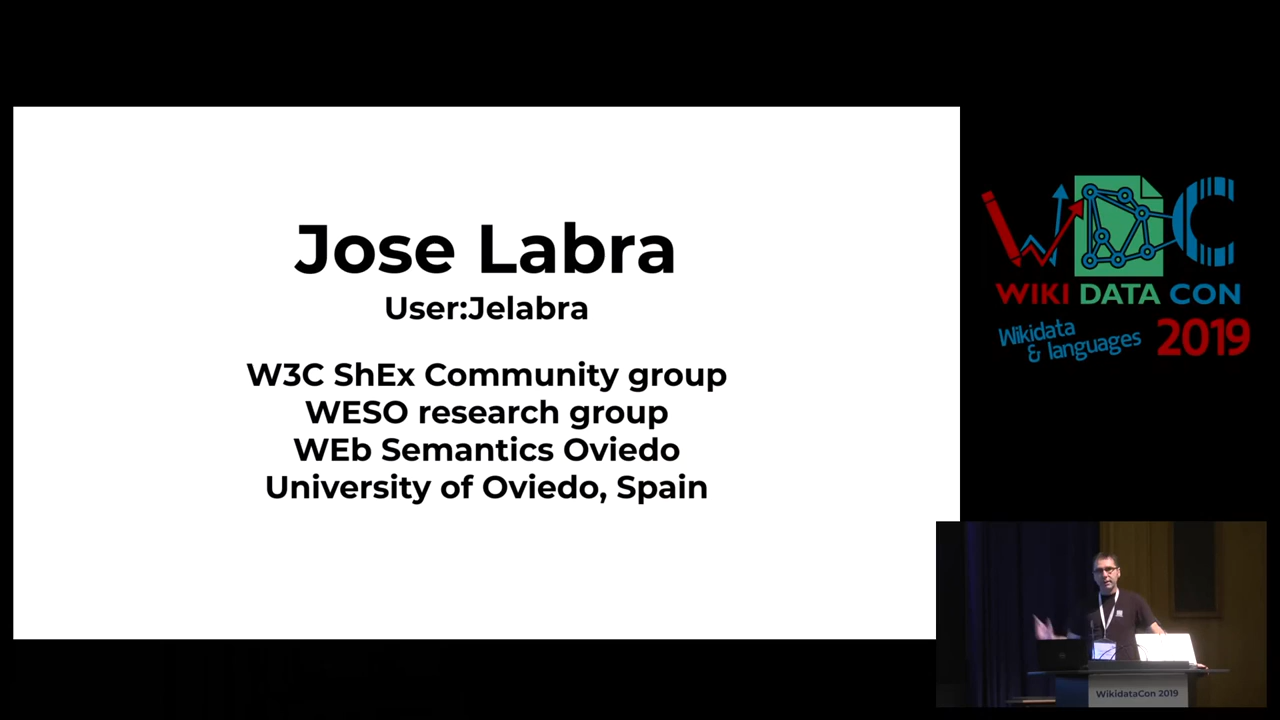 Jose Labra
User:Jelabra
W3C ShEx Community group
WESO research group
WEb Semantics Oviedo
University of Oviedo, Spain
WDC
WIKI DATA CON
Wikidata
& languages
2019
WikidataCon 2019